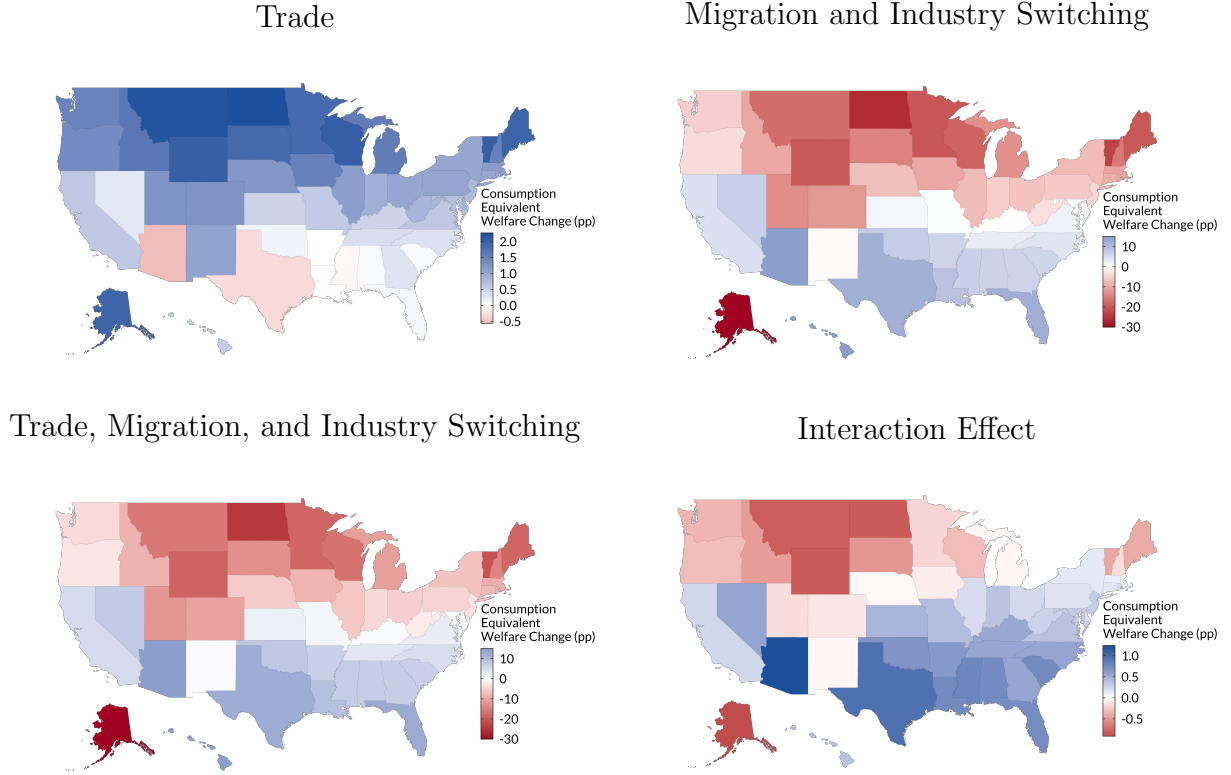 Trade
Consumption
Equivalent
Welfare Change (pp)
2.0
1.5
1.0
0.5
0.0
-0.5
Migration and Industry Switching
Consumption
Equivalent
Welfare Change (pp)
10
0
-10
-20
-30
Trade, Migration, and Industry Switching
Consumption
Equivalent
Welfare Change (pp)
10
0
-10
-20
-30
Interaction Effect
Consumption
Equivalent
Welfare Change (pp)
1.0
0.5
0.0
-0.5